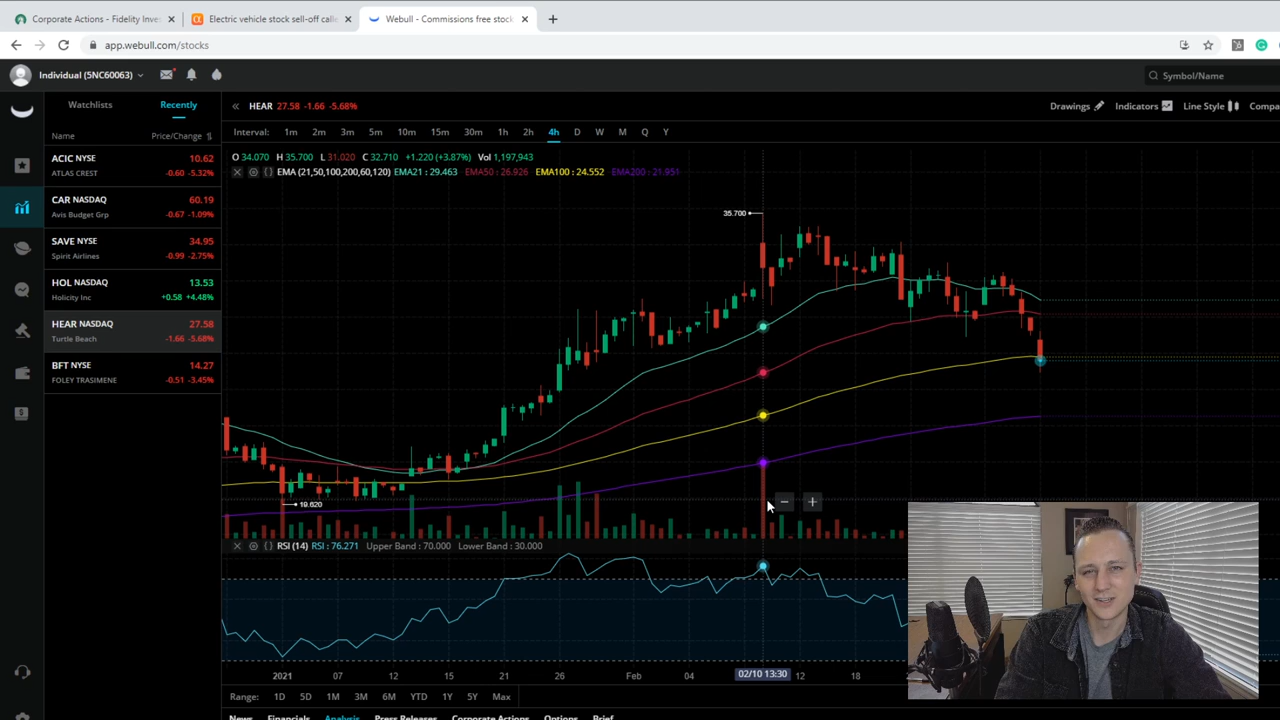 Corporate Actions - Fidelity Inves
Electric vehicle stock sell-off calle
Webull - Commissions free stock
app.webull.com/stocks
Individual (5NC60063)
Symbol/Name
Watchlists
Recently
HEAR 27.58 -1.66 -5.68%
Drawings
Indicators
Line Style
Compa
Name
Price/Change
Interval: 1m 2m 3m 5m 10m 15m 30m 1h 2h 4h D W M Q Y
ACIC NYSE 10.62
ATLAS CREST -0.60 -5.32%
CAR NASDAQ 60.19
Avis Budget Grp -0.67 -1.09%
SAVE NYSE 34.95
Spirit Airlines -0.99 -2.75%
HOL NASDAQ 13.53
Holicity Inc +0.58 +4.48%
HEAR NASDAQ 27.58
Turtle Beach -1.66 -5.68%
BFT NYSE 14.27
FOLEY TRASIMENE -0.51 -3.45%
O 34.070 H 35.700 L 31.020 C 32.710 +1.220 (+3.87%) Vol 1,197,943
EMA (21,50,100,200,60,120) EMA21 : 29.463 EMA50 : 26.926 EMA100 : 24.552 EMA200 : 21.951
35.700
19.620
RSI (14) RSI : 76.271 Upper Band : 70.000 Lower Band : 30.000
2021 07 12 15 21 26 Feb 04 02/10 13:30 12 18
Range: 1D 5D 1M 3M 6M YTD 1Y 5Y Max
News Financials Analysis Press Releases Corporate Actions Options Brief